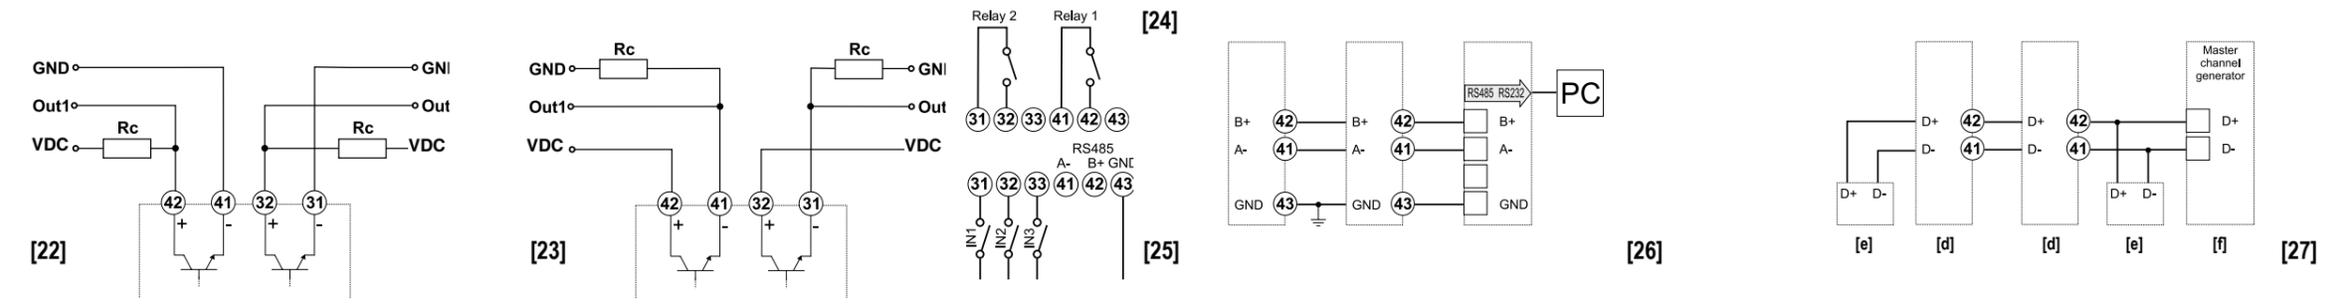 GND
Out1
VDC
Rc
GN
Out
VDC
Rc
42
41
32
31
+
-
+
-
[22]
GND
Rc
Out1
VDC
Rc
GN
Out
VDC
42
41
32
31
+
-
+
-
[23]
Relay 2
Relay 1
[24]
31
32
33
41
42
43
RS485
A-
B+
GND
31
32
33
41
42
43
IN1
IN2
IN3
[25]
RS485 RS232
PC
B+
42
B+
42
B+
A-
41
A-
41
A-
GND
43
GND
43
GND
[26]
Master
channel
generator
D+
42
D+
42
D+
D-
41
D-
41
D-
D+ D-
D+ D-
[e]
[d]
[d]
[e]
[f]
[27]